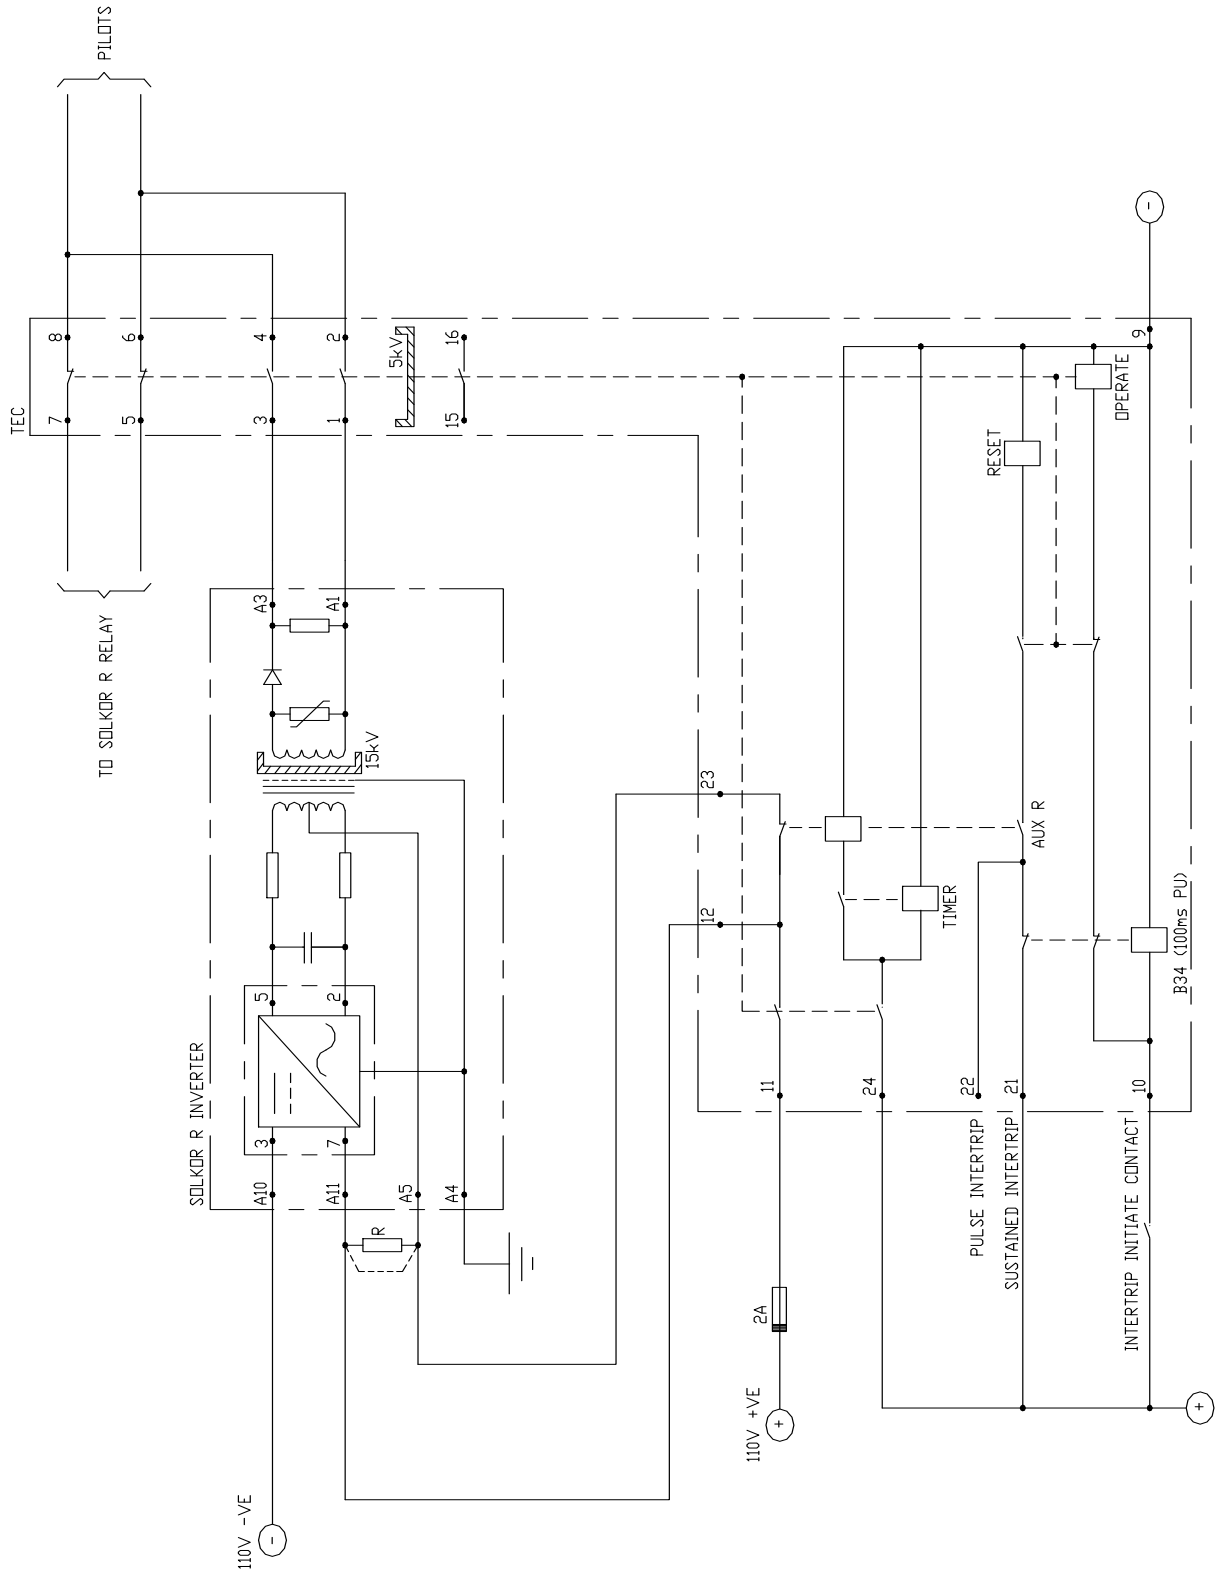 PILOTS
TEC
8
6
4
2
16
9
5kV
7
5
3
1
15
OPERATE
RESET
TO SOLKOR R RELAY
A3
A1
15kV
23
12
AUX R
TIMER
B34 (100ms PU)
SOLKOR R INVERTER
5
2
3
7
11
24
22
21
10
A10
A11
A5
A4
R
PULSE INTERTRIP
SUSTAINED INTERTRIP
INTERTRIP INITIATE CONTACT
2A
110V +VE
+
+
110V -VE
-
-